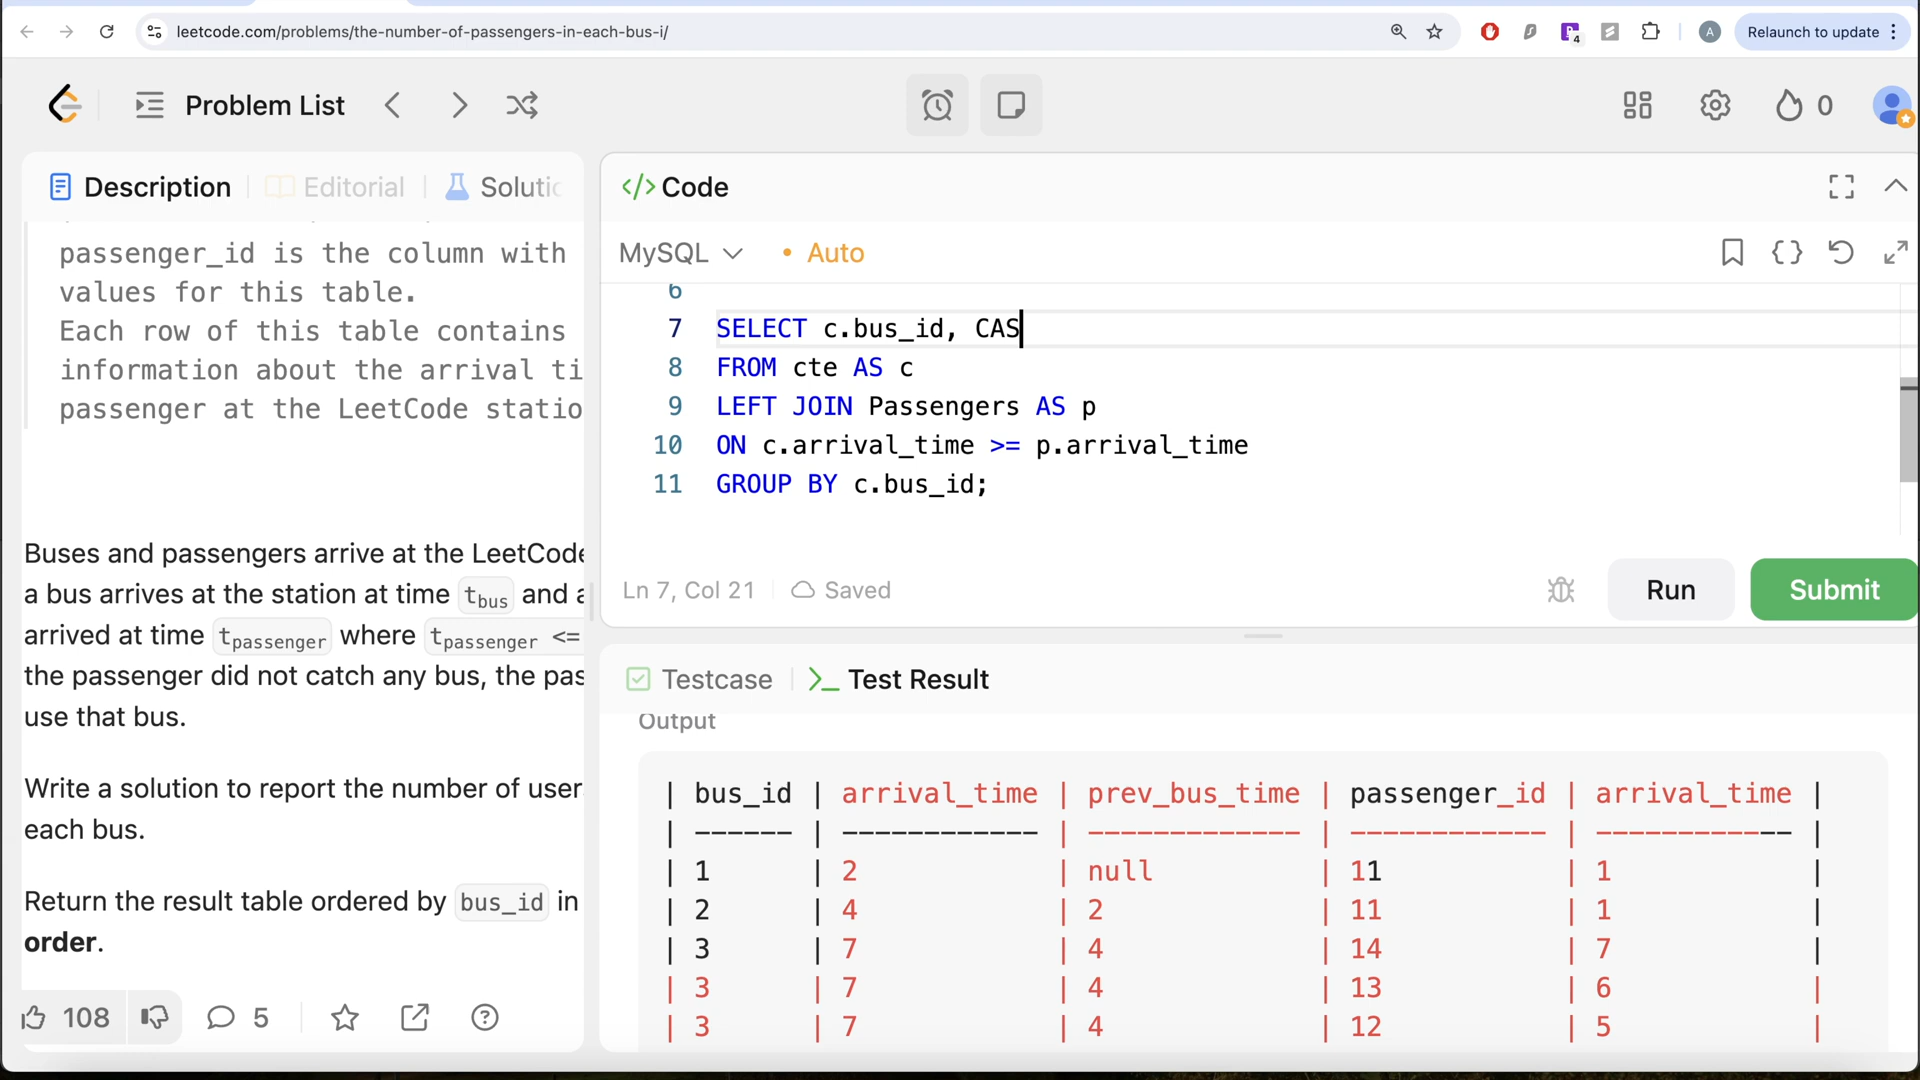 leetcode.com/problems/the-number-of-passengers-in-each-bus-i/
4
A
Relaunch to update
Problem List
0
Description
Editorial
Solutio
passenger_id is the column with
values for this table.
Each row of this table contains
information about the arrival ti
passenger at the LeetCode statio
Buses and passengers arrive at the LeetCode
a bus arrives at the station at time tbus and a
arrived at time tpassenger where tpassenger <=
the passenger did not catch any bus, the pas
use that bus.
Write a solution to report the number of user
each bus.
Return the result table ordered by bus_id in
order.
108
5
</> Code
MySQL
• Auto
6
7 SELECT c.bus_id, CAS
8 FROM cte AS c
9 LEFT JOIN Passengers AS p
10 ON c.arrival_time >= p.arrival_time
11 GROUP BY c.bus_id;
Ln 7, Col 21
Saved
Run
Submit
Testcase
>_ Test Result
Output
| bus_id | arrival_time | prev_bus_time | passenger_id | arrival_time |
| ------ | ------------ | ------------- | ------------ | ------------ |
| 1 | 2 | null | 11 | 1 |
| 2 | 4 | 2 | 11 | 1 |
| 3 | 7 | 4 | 14 | 7 |
| 3 | 7 | 4 | 13 | 6 |
| 3 | 7 | 4 | 12 | 5 |